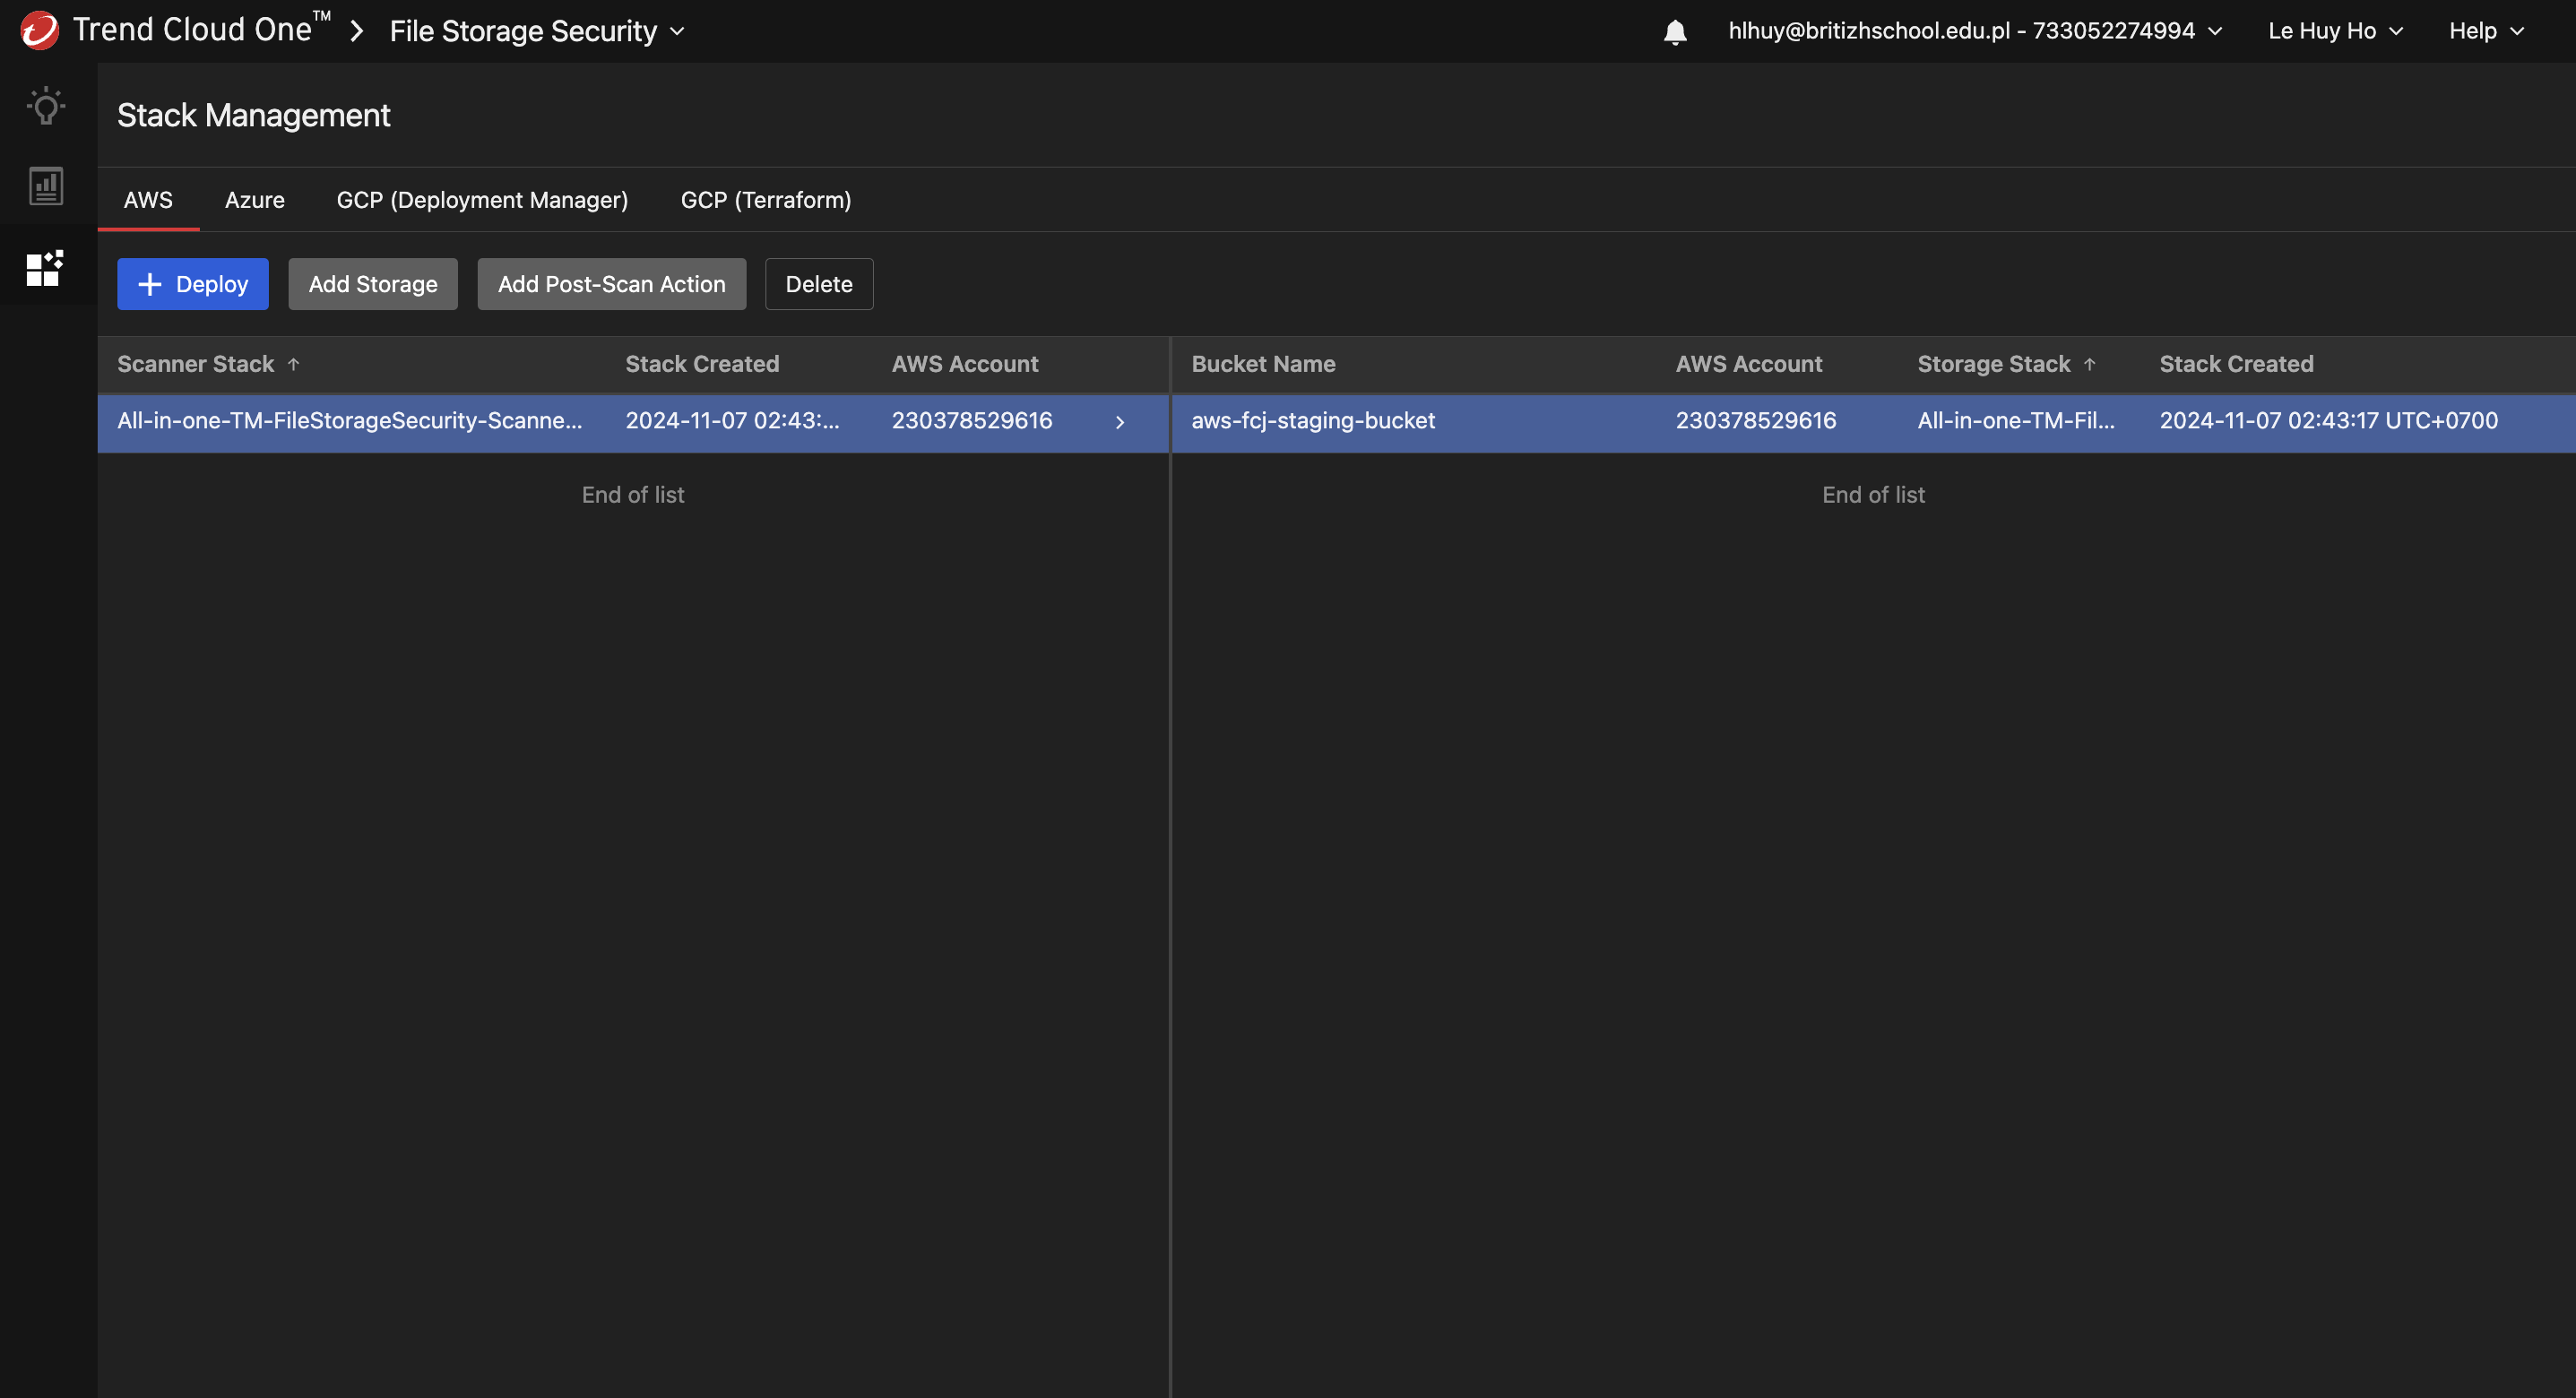 Trend Cloud One™ File Storage Security hlhuy@britizhschool.edu.pl - 733052274994 Le Huy Ho Help
Stack Management
AWS Azure GCP (Deployment Manager) GCP (Terraform)
+ Deploy Add Storage Add Post-Scan Action Delete
Scanner Stack ↑ Stack Created AWS Account Bucket Name AWS Account Storage Stack ↑ Stack Created
All-in-one-TM-FileStorageSecurity-Scanne... 2024-11-07 02:43:... 230378529616 aws-fcj-staging-bucket 230378529616 All-in-one-TM-Fil... 2024-11-07 02:43:17 UTC+0700
End of list End of list